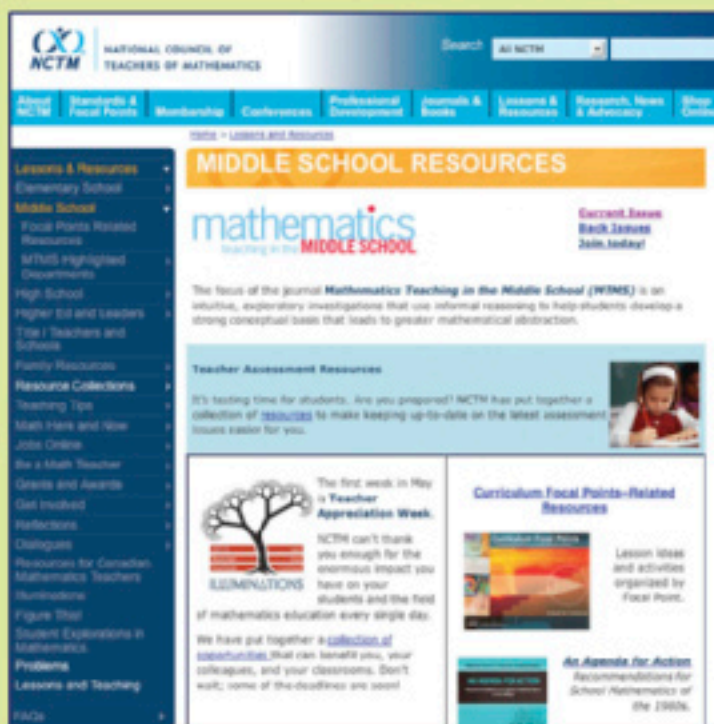 NCTM
NATIONAL COUNCIL OF
TEACHERS OF MATHEMATICS
Search
All NCTM
About
NCTM
Standards &
Focal Points
Membership
Conferences
Professional
Development
Journals &
Books
Lessons &
Resources
Research, News
& Advocacy
Shop
Online
Home > Lessons and Resources
Lessons & Resources
Elementary School
Middle School
Focal Points Related
Resources
MTMS Highlighted
Departments
High School
Higher Ed and Leaders
Title I Teachers and
Schools
Family Resources
Resource Collections
Teaching Tips
Math Here and Now
Jobs Online
Be a Math Teacher
Grants and Awards
Get Involved
Reflections
Dialogues
Resources for Canadian
Mathematics Teachers
Illuminations
Figure This!
Student Explorations in
Mathematics
Problems
Lessons and Teaching
FAQs
MIDDLE SCHOOL RESOURCES
mathematics
teaching in the MIDDLE SCHOOL
Current Issue
Back Issues
Join today!
The focus of the journal Mathematics Teaching in the Middle School (MTMS) is on
intuitive, exploratory investigations that use informal reasoning to help students develop a
strong conceptual basis that leads to greater mathematical abstraction.
Teacher Assessment Resources
It's testing time for students. Are you prepared? NCTM has put together a
collection of resources to make keeping up-to-date on the latest assessment
issues easier for you.
ILLUMINATIONS
The first week in May
is Teacher
Appreciation Week.
NCTM can't thank
you enough for the
enormous impact you
have on your
students and the field
of mathematics education every single day.
We have put together a collection of
opportunities that can benefit you, your
colleagues, and your classrooms. Don't
wait; some of the deadlines are soon!
Curriculum Focal Points–Related
Resources
Curriculum Focal Points
Lesson ideas
and activities
organized by
Focal Point.
AN AGENDA FOR ACTION
An Agenda for Action
Recommendations for
School Mathematics of
the 1980s.